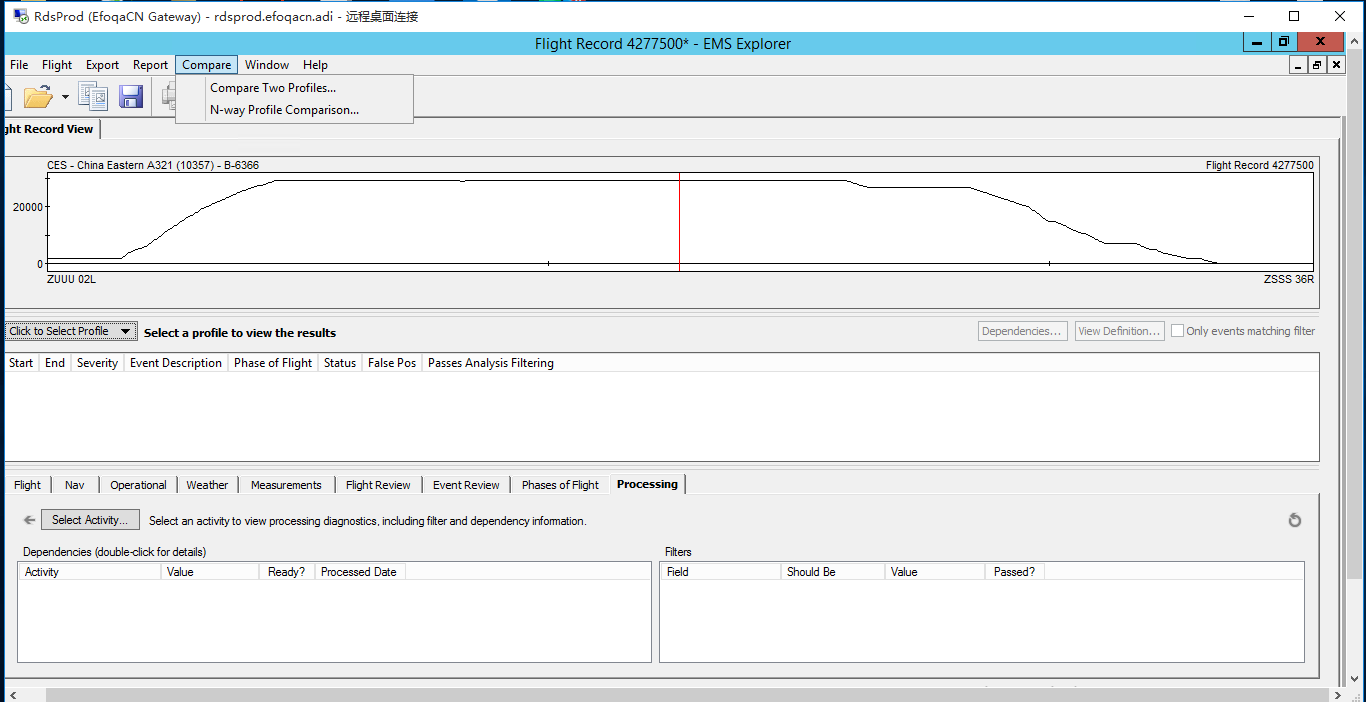 RdsProd (EfoqaCN Gateway) - rdsprod.efoqacn.adi - 远程桌面连接
Flight Record 4277500* - EMS Explorer
File Flight Export Report Compare Window Help
Compare Two Profiles...
N-way Profile Comparison...
ght Record View
CES - China Eastern A321 (10357) - B-6366 Flight Record 4277500
20000
0
ZUUU 02L ZSSS 36R
Click to Select Profile Select a profile to view the results Dependencies... View Definition... Only events matching filter
Start End Severity Event Description Phase of Flight Status False Pos Passes Analysis Filtering
Flight Nav Operational Weather Measurements Flight Review Event Review Phases of Flight Processing
Select Activity... Select an activity to view processing diagnostics, including filter and dependency information.
Dependencies (double-click for details) Filters
Activity Value Ready? Processed Date Field Should Be Value Passed?